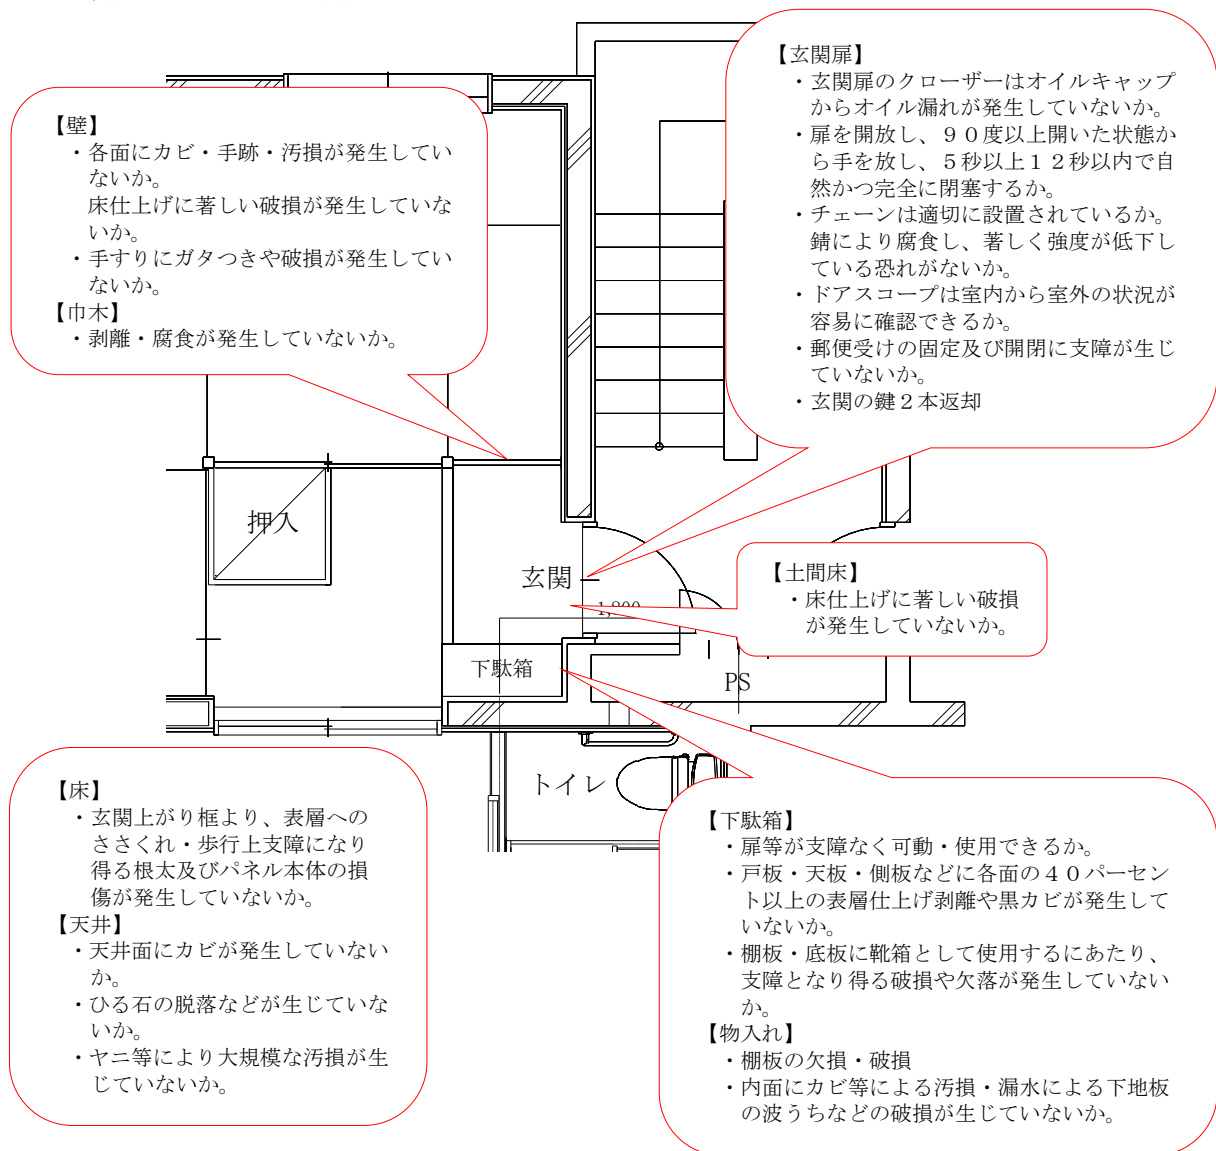 【壁】
・各面にカビ・手跡・汚損が発生してい
ないか。
床仕上げに著しい破損が発生していな
いか。
・手すりにガタつきや破損が発生してい
ないか。
【巾木】
・剥離・腐食が発生していないか。
【玄関扉】
・玄関扉のクローザーはオイルキャップ
からオイル漏れが発生していないか。
・扉を開放し、９０度以上開いた状態か
ら手を放し、５秒以上１２秒以内で自
然かつ完全に閉塞するか。
・チェーンは適切に設置されているか。
錆により腐食し、著しく強度が低下し
ている恐れがないか。
・ドアスコープは室内から室外の状況が
容易に確認できるか。
・郵便受けの固定及び開閉に支障が生じ
ていないか。
・玄関の鍵２本返却
押入
玄関
1,800
【土間床】
・床仕上げに著しい破損
が発生していないか。
下駄箱
PS
トイレ
【床】
・玄関上がり框より、表層への
ささくれ・歩行上支障になり
得る根太及びパネル本体の損
傷が発生していないか。
【天井】
・天井面にカビが発生していない
か。
・ひる石の脱落などが生じていな
いか。
・ヤニ等により大規模な汚損が生
じていないか。
【下駄箱】
・扉等が支障なく可動・使用できるか。
・戸板・天板・側板などに各面の４０パーセン
ト以上の表層仕上げ剥離や黒カビが発生して
いないか。
・棚板・底板に靴箱として使用するにあたり、
支障となり得る破損や欠落が発生していない
か。
【物入れ】
・棚板の欠損・破損
・内面にカビ等による汚損・漏水による下地板
の波うちなどの破損が生じていないか。